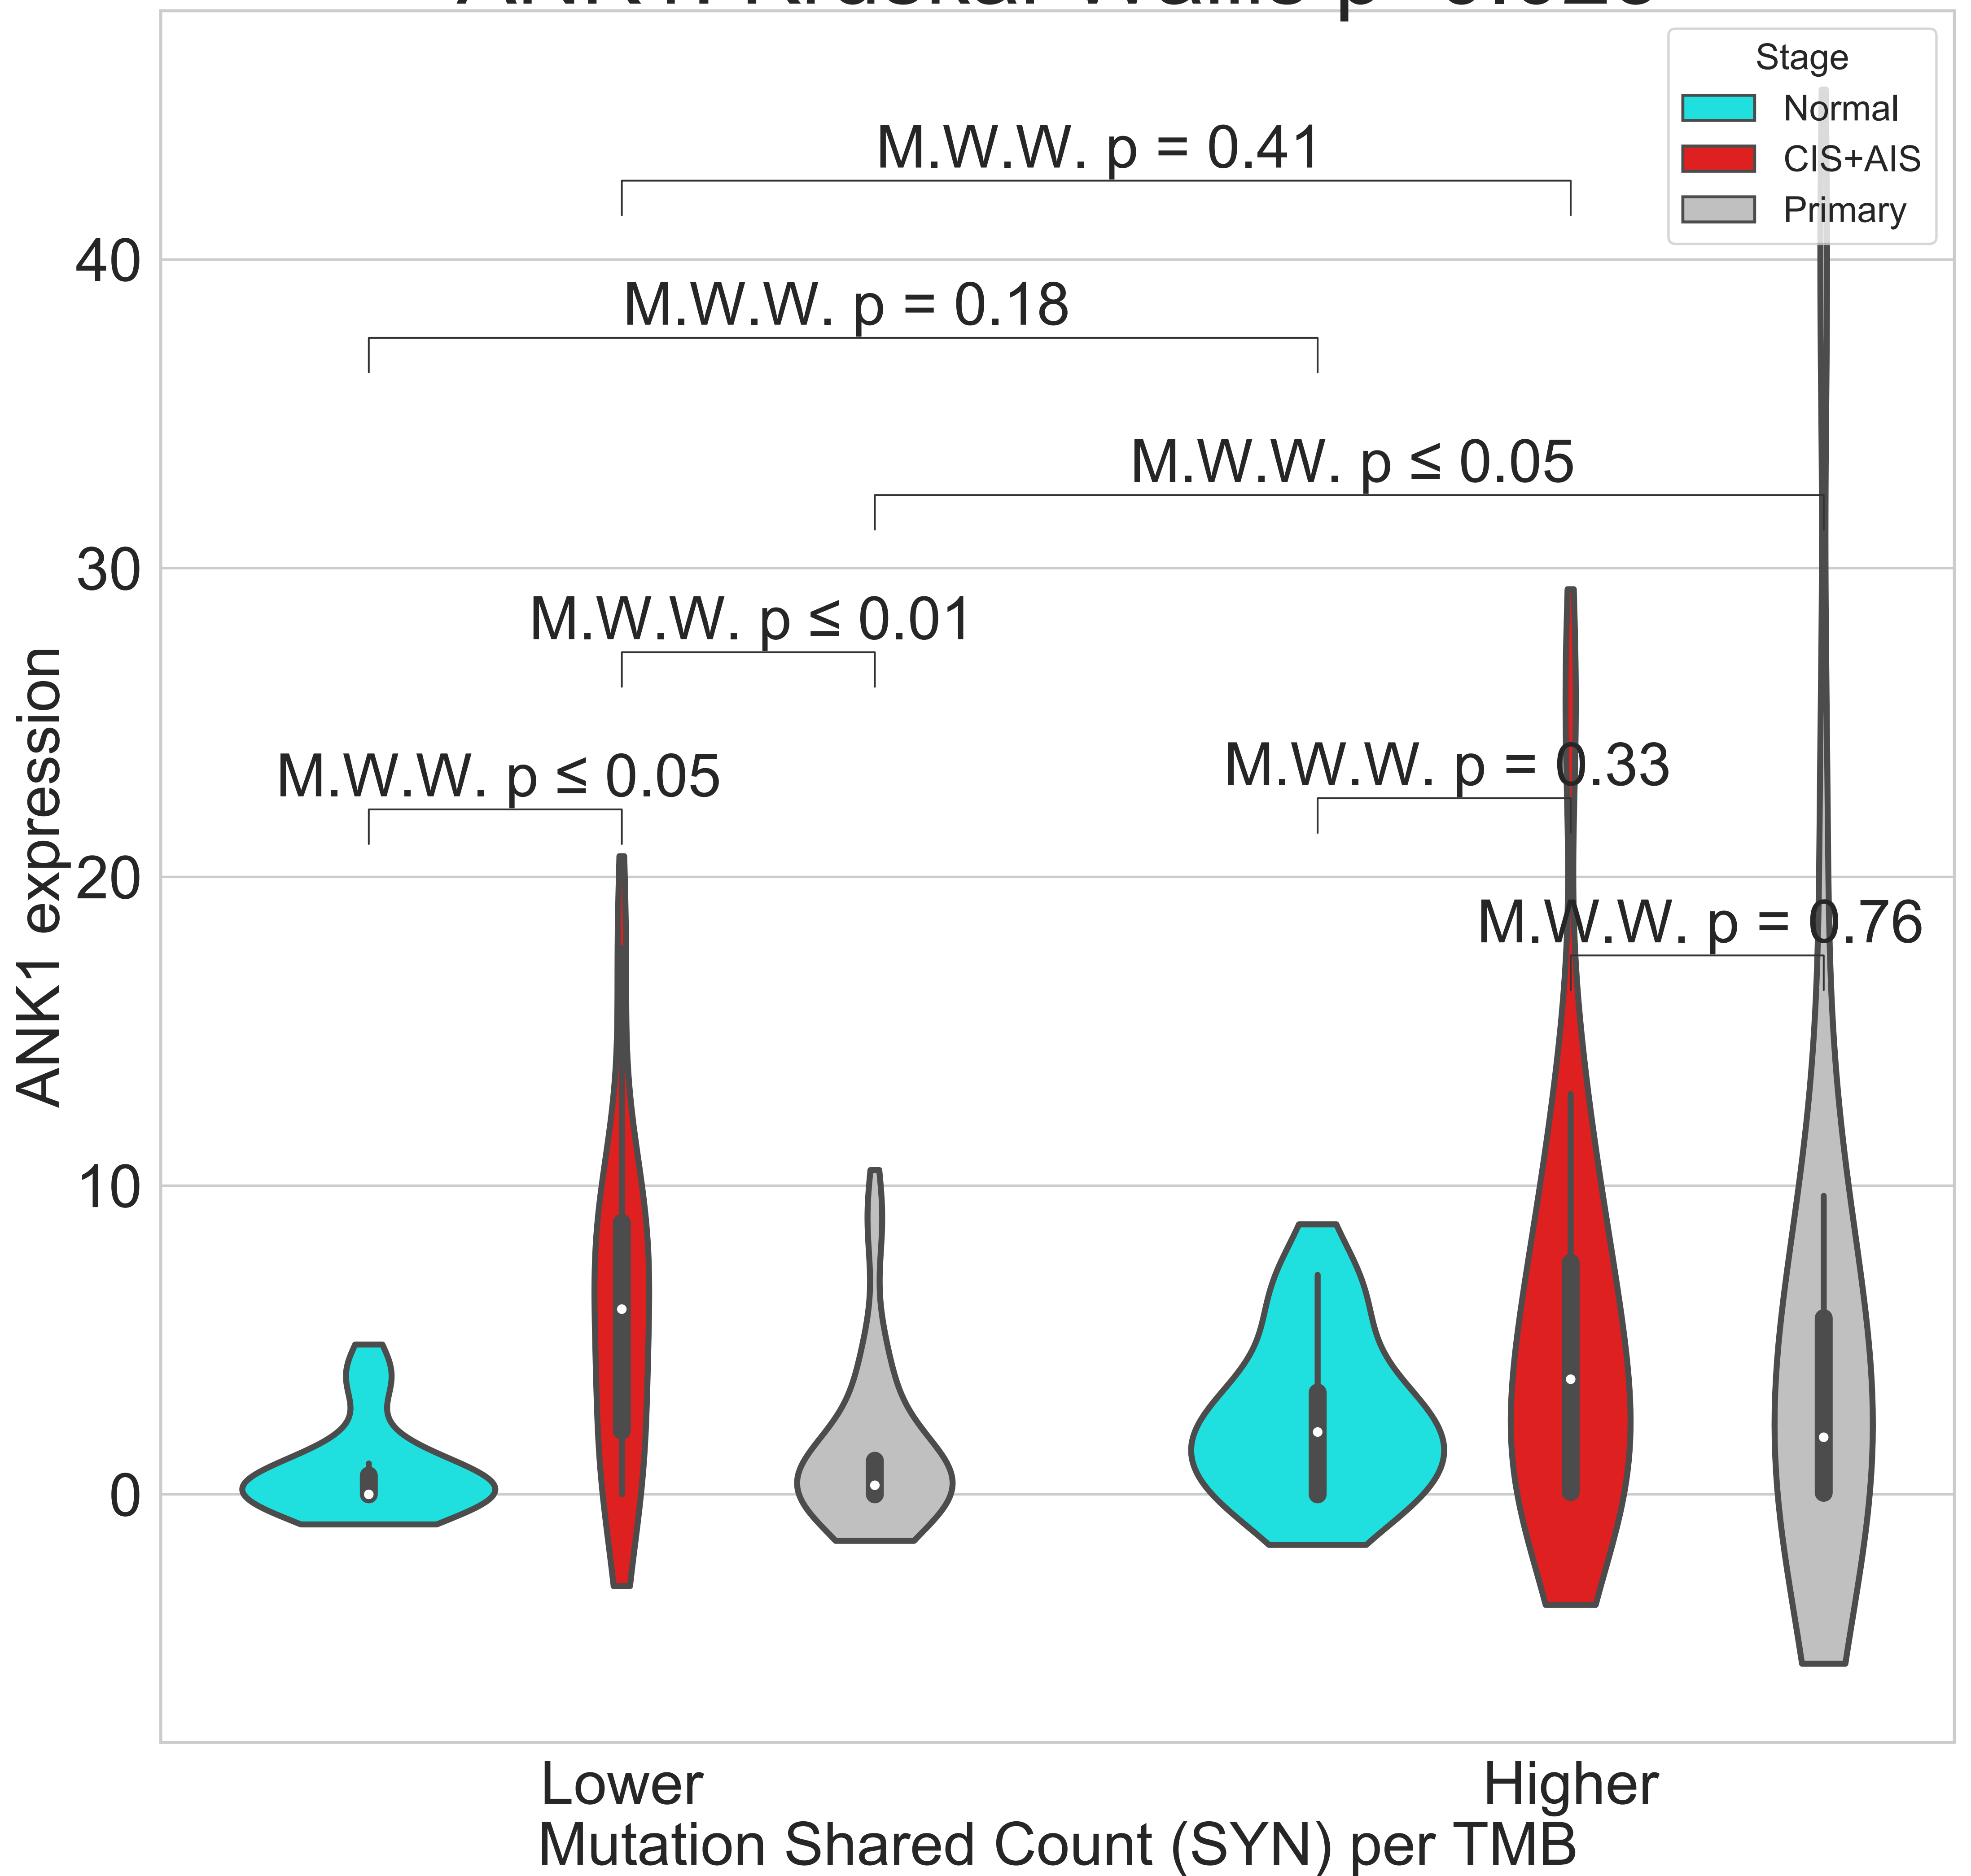 Stage
Normal
CIS+AIS
Primary
M.W.W. p = 0.41
40
M.W.W. p = 0.18
M.W.W. p ≤ 0.05
30
M.W.W. p ≤ 0.01
M.W.W. p ≤ 0.05
M.W.W. p = 0.33
20
M.W.W. p = 0.76
ANK1 expression
10
0
Lower
Higher
Mutation Shared Count (SYN) per TMB